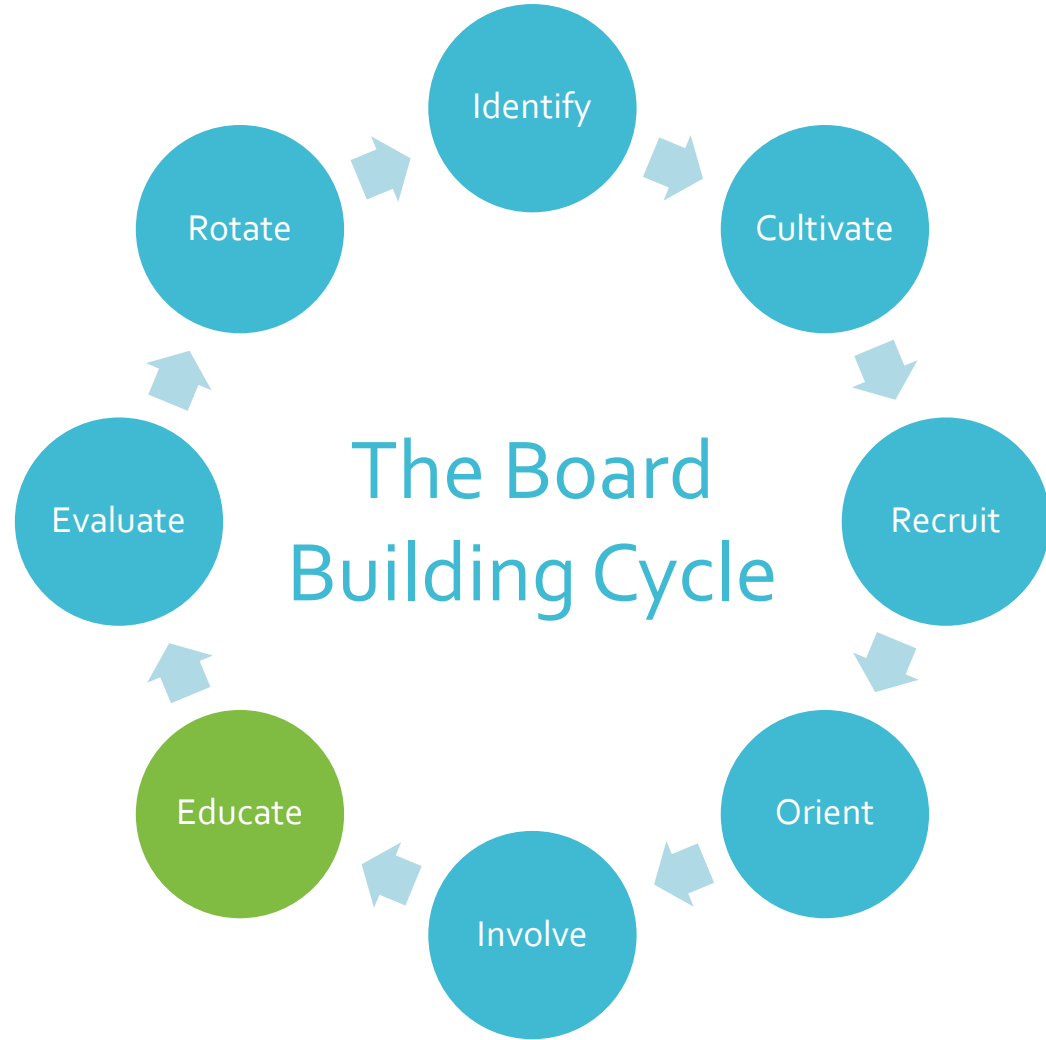 Identify
Cultivate
Recruit
Orient
Involve
Educate
Evaluate
Rotate
The Board
Building Cycle